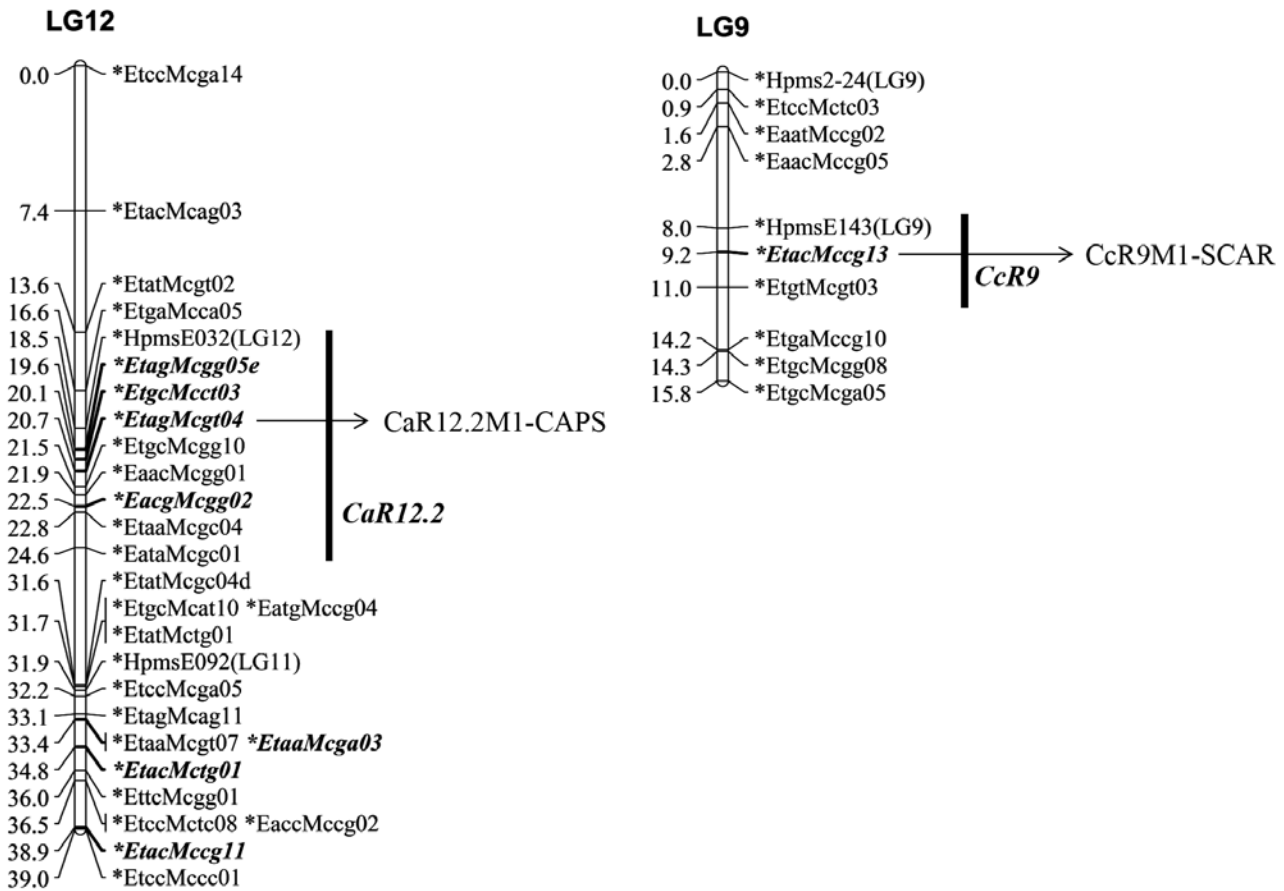 LG12
0.0 *EtccMcga14
7.4 *EtacMcag03
13.6 *EtatMcgt02
16.6 *EtgaMcca05
18.5 *HpmsE032(LG12)
19.6 *EtagMcgg05e
20.1 *EtgcMcct03
20.7 *EtagMcgt04
CaR12.2M1-CAPS
21.5 *EtgcMcgg10
21.9 *EaacMcgg01
22.5 *EacgMcgg02
CaR12.2
22.8 *EtaaMcgc04
24.6 *EataMcgc01
31.6 *EtatMcgc04d
*EtgcMcat10 *EatgMccg04
31.7
*EtatMctg01
31.9 *HpmsE092(LG11)
32.2 *EtccMcga05
33.1 *EtagMcag11
33.4 *EtaaMcgt07 *EtaaMcga03
34.8 *EtacMctg01
36.0 *EttcMcgg01
36.5 *EtccMctc08 *EaccMccg02
38.9 *EtacMccg11
39.0 *EtccMccc01
LG9
0.0 *Hpms2-24(LG9)
0.9 *EtccMctc03
1.6 *EaatMccg02
2.8 *EaacMccg05
8.0 *HpmsE143(LG9)
9.2 *EtacMccg13
CcR9M1-SCAR
CcR9
11.0 *EtgtMcgt03
14.2 *EtgaMccg10
14.3 *EtgcMcgg08
15.8 *EtgcMcga05